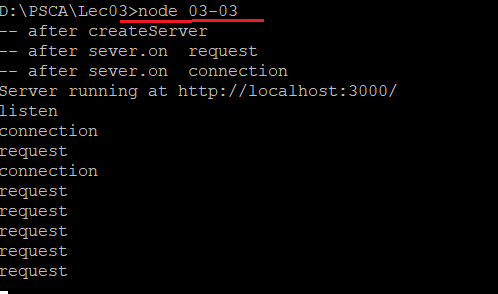 D:\PSCA\Lec03>node 03-03
-- after createServer
-- after sever.on  request
-- after sever.on  connection
Server running at http://localhost:3000/
listen
connection
request
connection
request
request
request
request
request